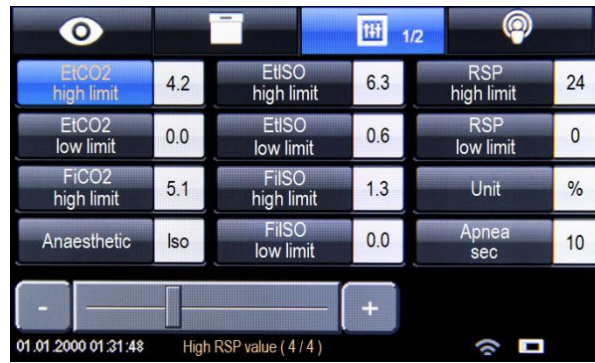 1/2
EtCO2
high limit
4.2
EtISO
high limit
6.3
RSP
high limit
24
EtCO2
low limit
0.0
EtISO
low limit
0.6
RSP
low limit
0
FiCO2
high limit
5.1
FiISO
high limit
1.3
Unit
%
Anaesthetic
Iso
FiISO
low limit
0.0
Apnea
sec
10
-
+
01.01.2000 01:31:48
High RSP value ( 4 / 4 )